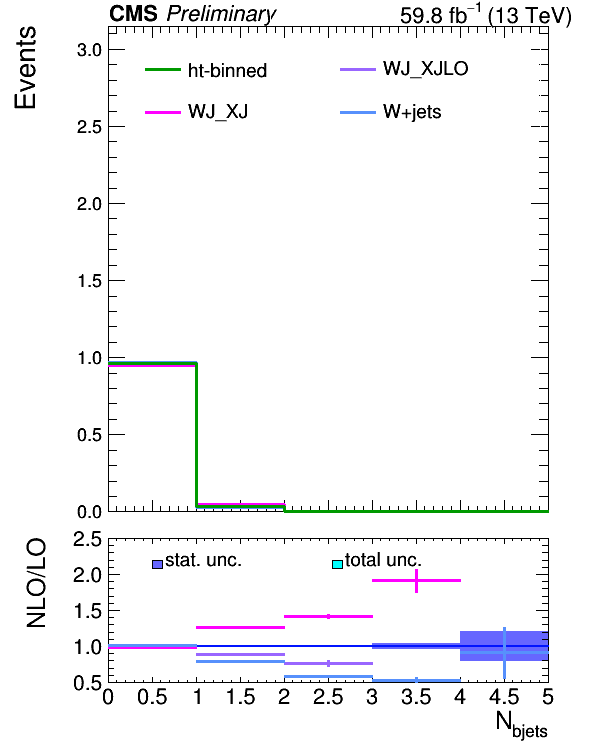 CMS Preliminary 59.8 fb⁻¹ (13 TeV)
Events
3.0
2.5
2.0
1.5
1.0
0.5
0.0
ht-binned WJ_XJLO
WJ_XJ W+jets
NLO/LO
2.5
2.0
1.5
1.0
0.5
stat. unc. total unc.
0 0.5 1 1.5 2 2.5 3 3.5 4 4.5 5
N_bjets